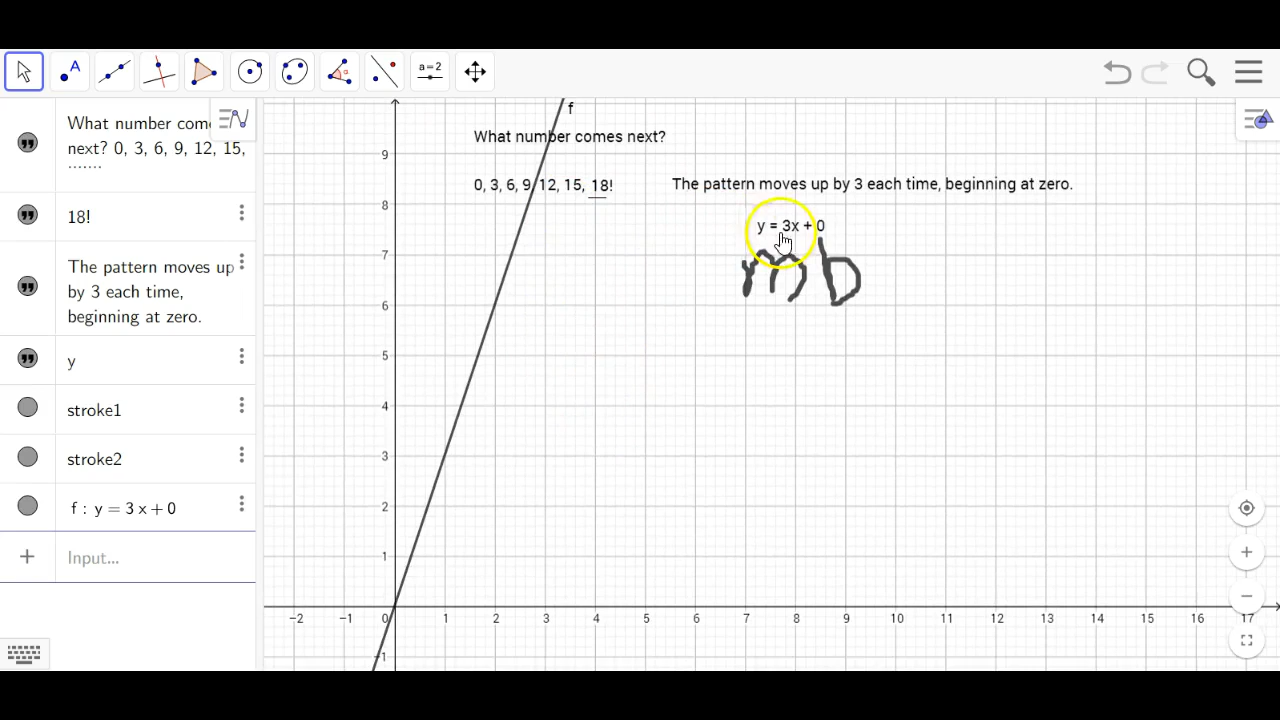 a = 2
What number com
next? 0, 3, 6, 9, 12, 15,
.......
18!
The pattern moves up
by 3 each time,
beginning at zero.
y
stroke1
stroke2
f : y = 3 x + 0
Input...
f
What number comes next?
0, 3, 6, 9, 12, 15, 18!
The pattern moves up by 3 each time, beginning at zero.
y = 3x + 0
m b
9
8
7
6
5
4
3
2
1
0
-1
-2 -1 1 2 3 4 5 6 7 8 9 10 11 12 13 14 15 16 17
A
α